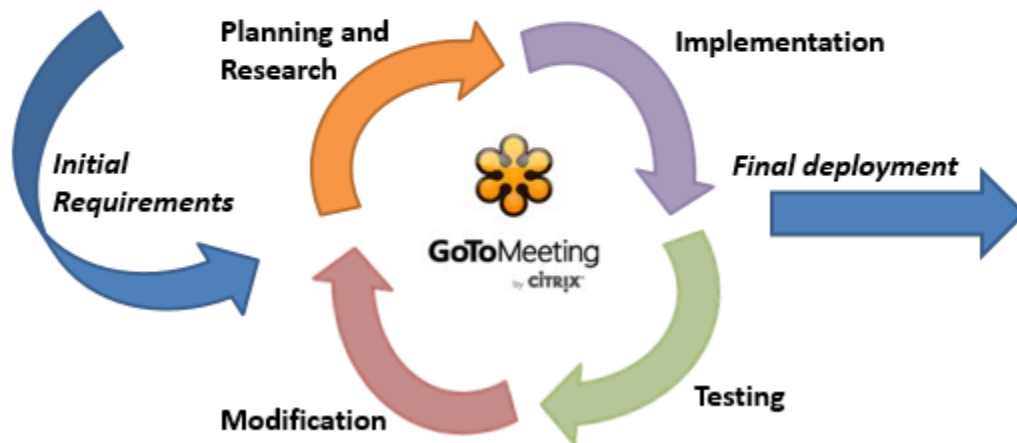 Planning and
Research
Implementation
Initial
Requirements
Final deployment
GoToMeeting
by CITRIX
Modification
Testing